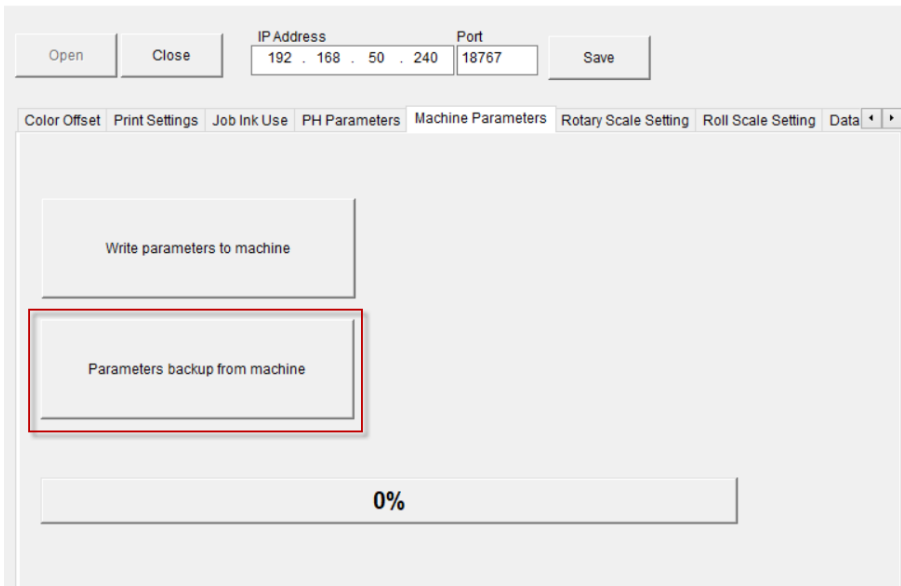 IP Address Port
Open Close 192 . 168 . 50 . 240 18767 Save
Color Offset Print Settings Job Ink Use PH Parameters Machine Parameters Rotary Scale Setting Roll Scale Setting Data
Write parameters to machine
Parameters backup from machine
0%